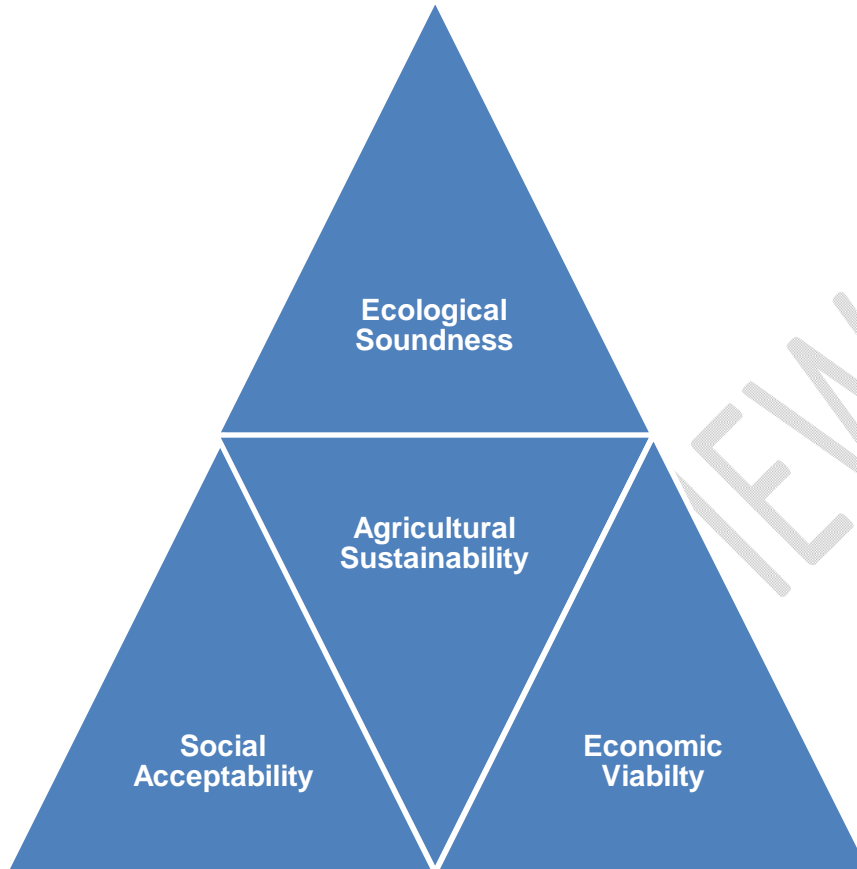 Ecological
Soundness
Agricultural
Sustainability
Social
Acceptability
Economic
Viabilty